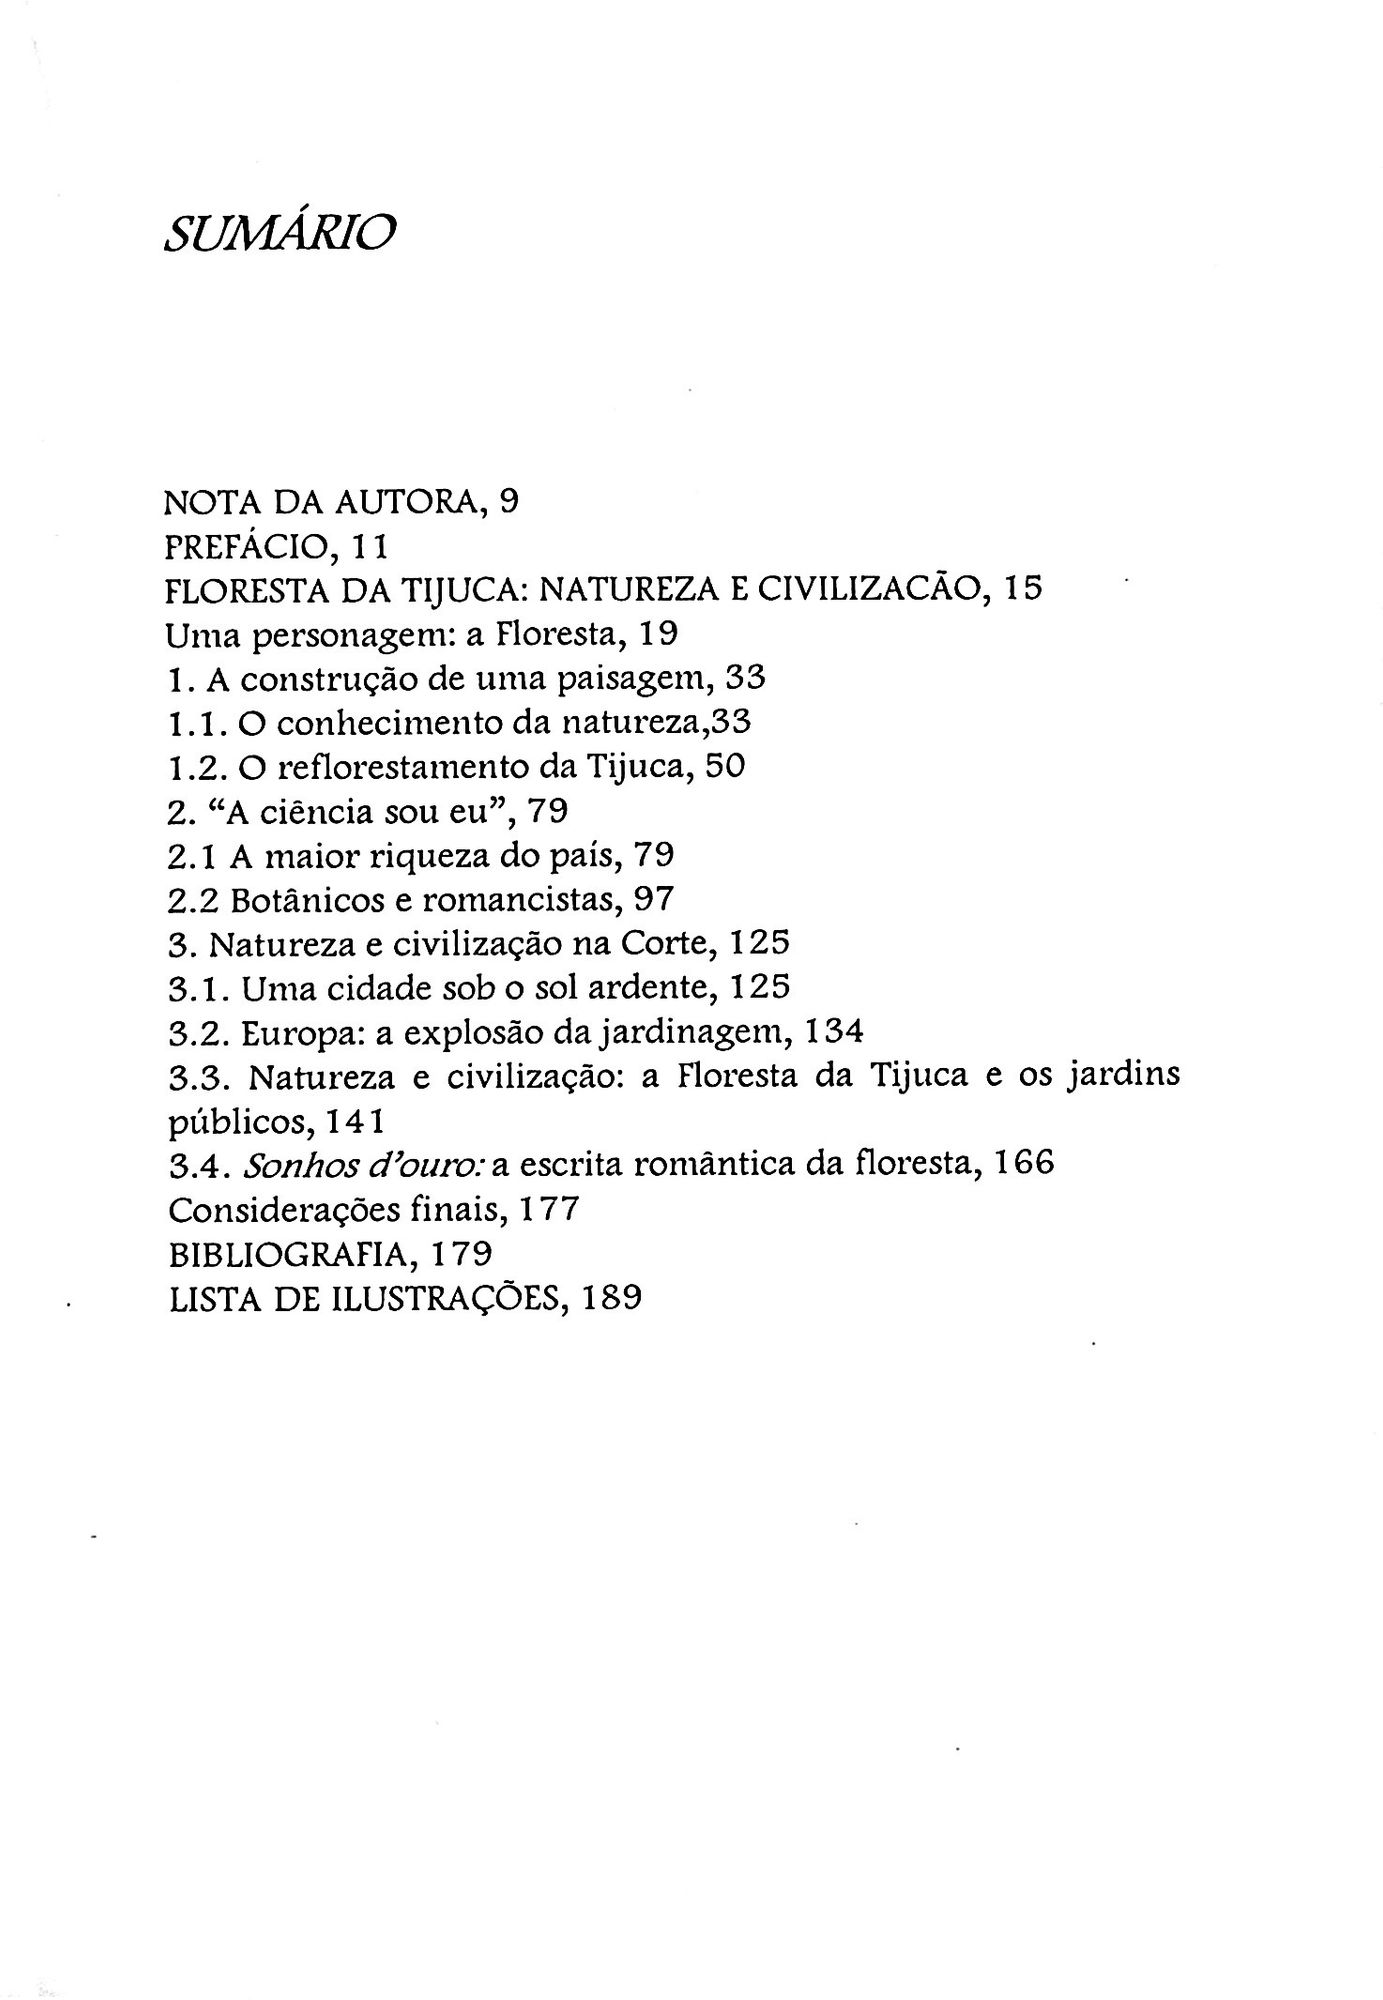 SUMÁRIO
NOTA DA AUTORA, 9
PREFÁCIO, 11
FLORESTA DA TIJUCA: NATUREZA E CIVILIZACÃO, 15
Uma personagem: a Floresta, 19
1. A construção de uma paisagem, 33
1.1. O conhecimento da natureza,33
1.2. O reflorestamento da Tijuca, 50
2. “A ciência sou eu”, 79
2.1 A maior riqueza do país, 79
2.2 Botânicos e romancistas, 97
3. Natureza e civilização na Corte, 125
3.1. Uma cidade sob o sol ardente, 125
3.2. Europa: a explosão da jardinagem, 134
3.3. Natureza e civilização: a Floresta da Tijuca e os jardins
públicos, 141
3.4. Sonhos d’ouro: a escrita romântica da floresta, 166
Considerações finais, 177
BIBLIOGRAFIA, 179
LISTA DE ILUSTRAÇÕES, 189